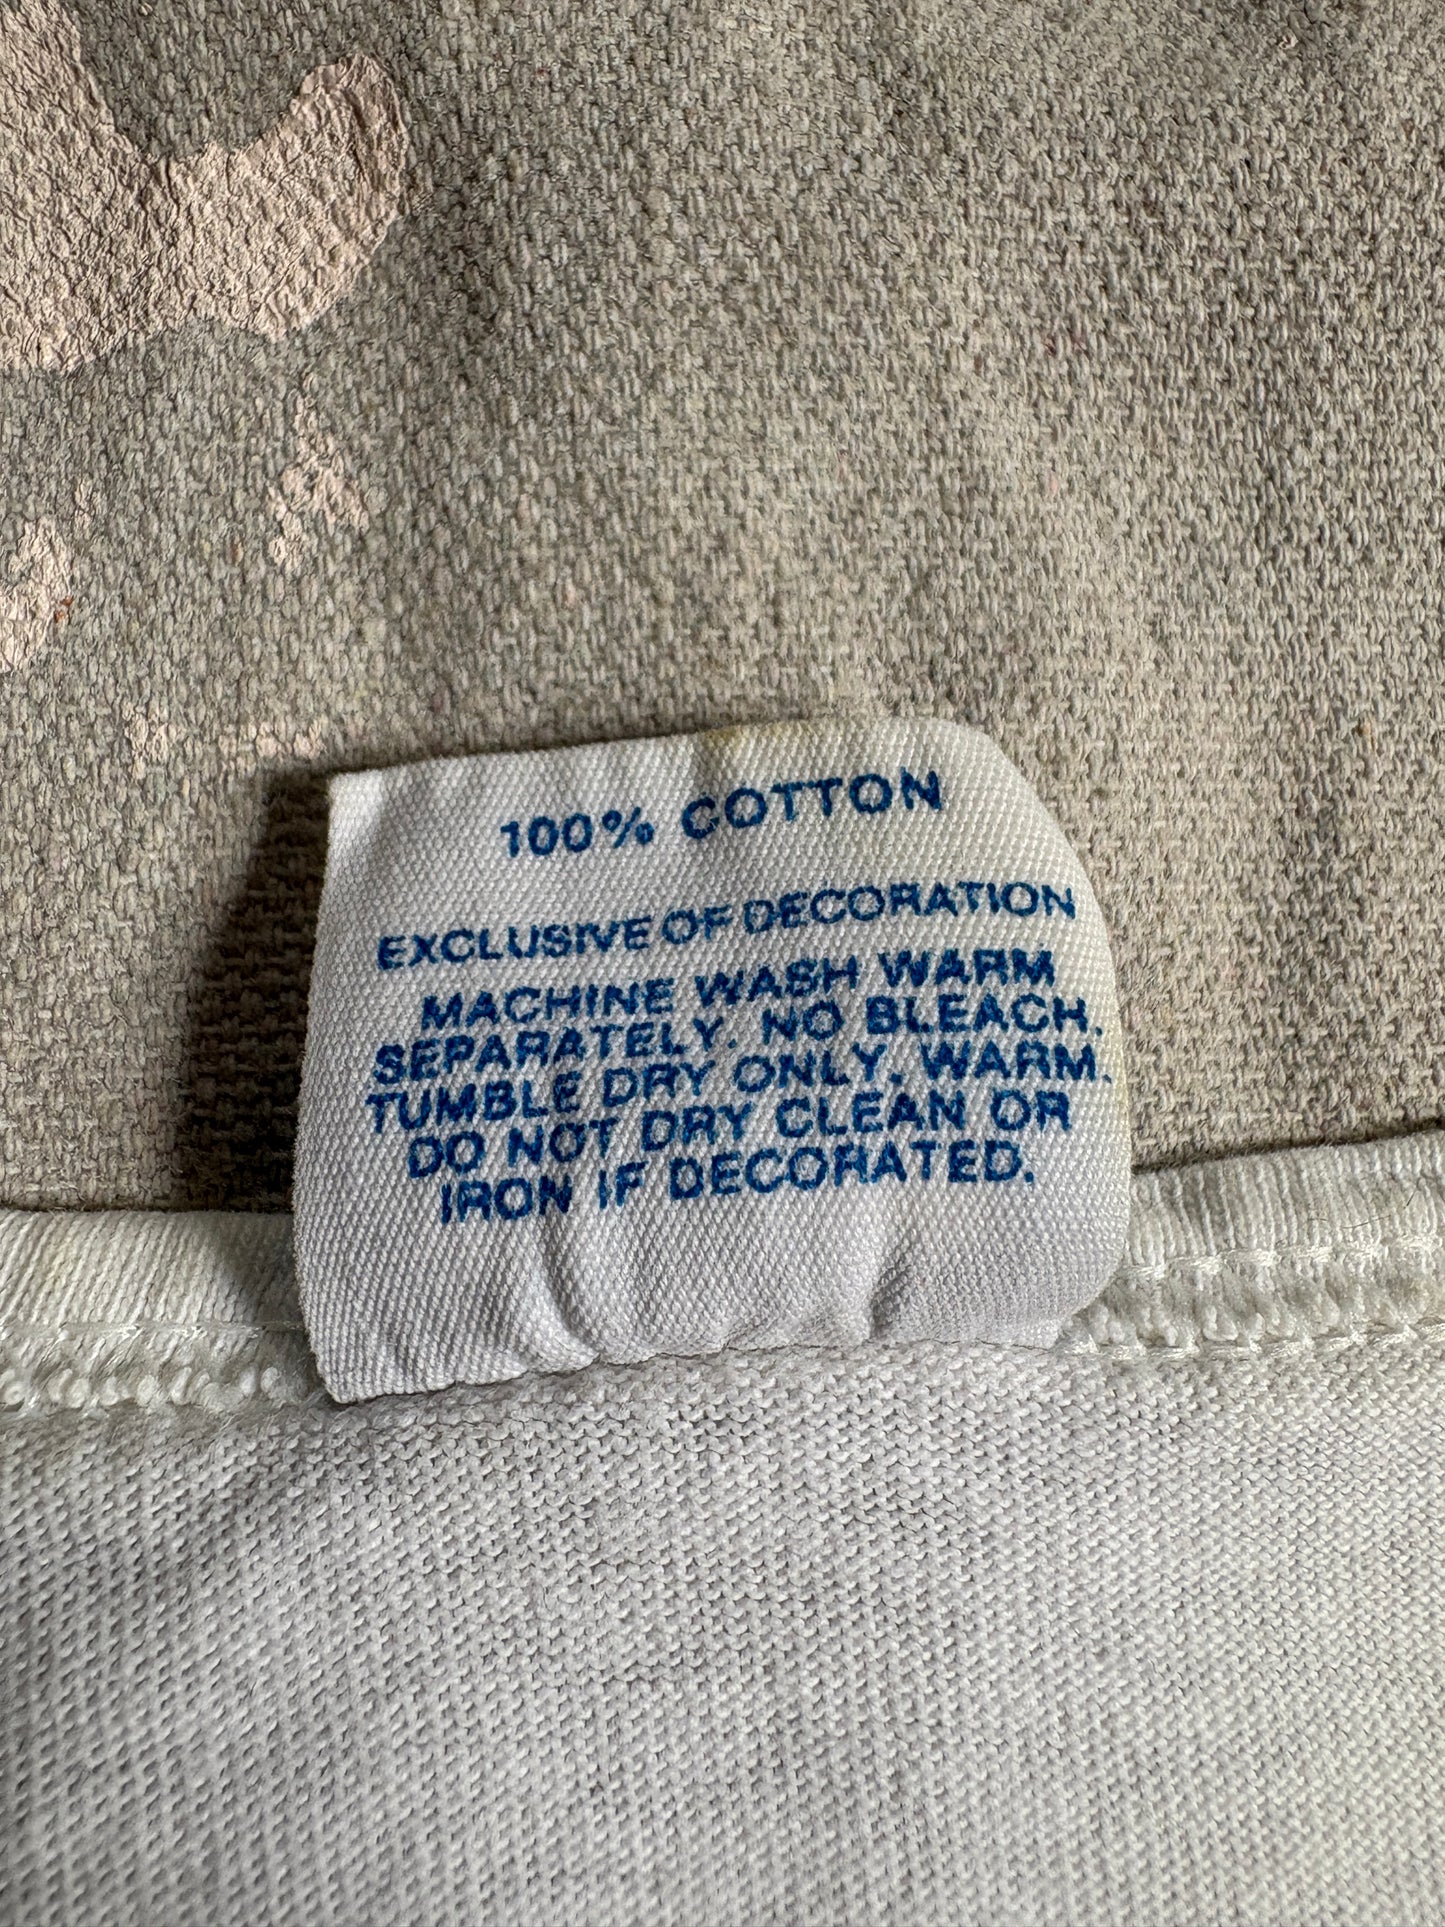 100% COTTON
EXCLUSIVE OF DECORATION
MACHINE WASH WARM
SEPARATELY. NO BLEACH.
TUMBLE DRY ONLY. WARM.
DO NOT DRY CLEAN OR
IRON IF DECORATED.